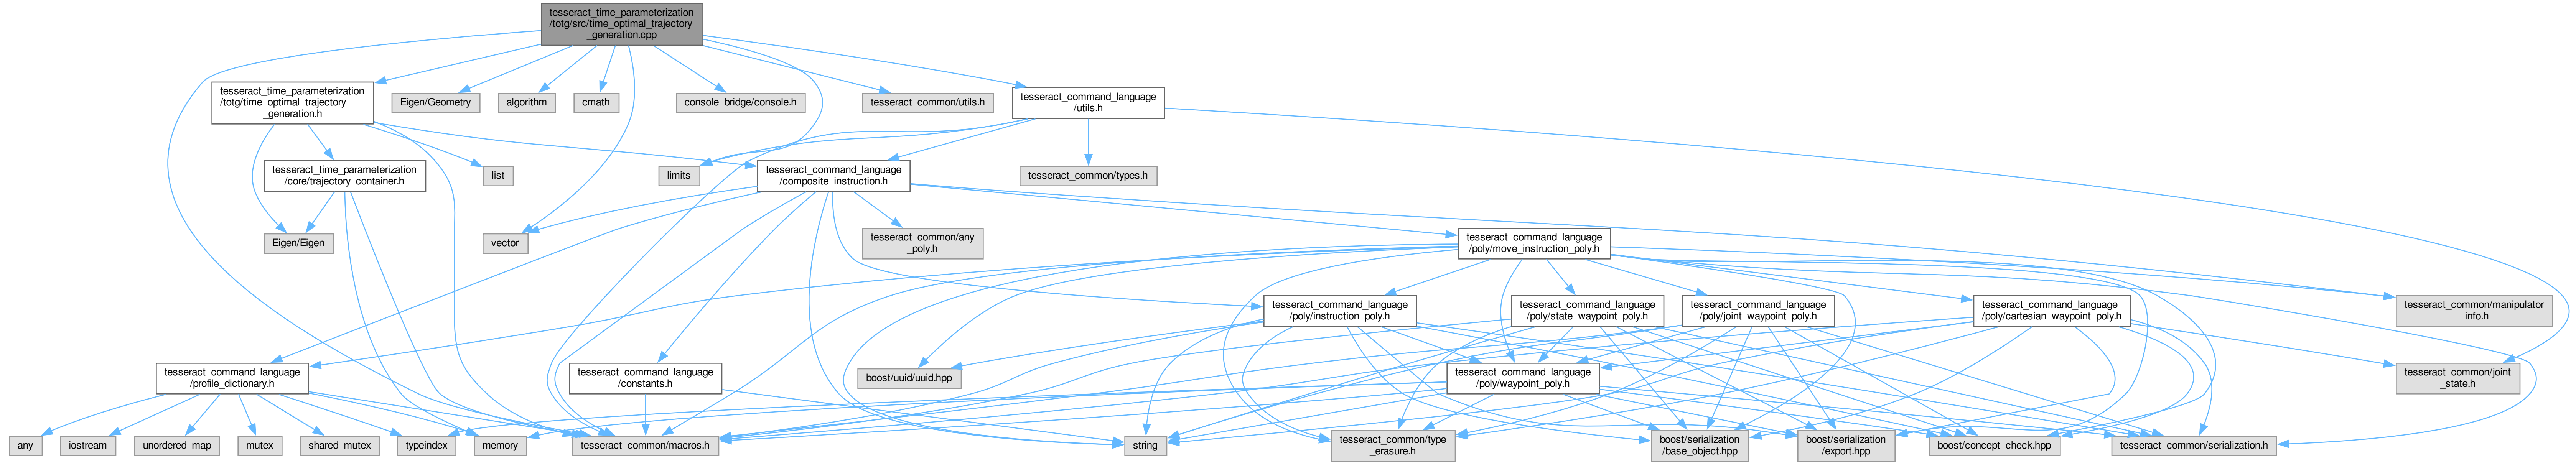 tesseract_time_parameterization
/totg/src/time_optimal_trajectory
_generation.cpp
tesseract_time_parameterization
/totg/time_optimal_trajectory
_generation.h
Eigen/Geometry
algorithm
cmath
console_bridge/console.h
tesseract_common/utils.h
tesseract_command_language
/utils.h
tesseract_time_parameterization
/core/trajectory_container.h
list
limits
tesseract_command_language
/composite_instruction.h
tesseract_common/types.h
Eigen/Eigen
vector
tesseract_common/any
_poly.h
tesseract_command_language
/poly/move_instruction_poly.h
tesseract_command_language
/poly/instruction_poly.h
tesseract_command_language
/poly/state_waypoint_poly.h
tesseract_command_language
/poly/joint_waypoint_poly.h
tesseract_command_language
/poly/cartesian_waypoint_poly.h
tesseract_common/manipulator
_info.h
tesseract_command_language
/profile_dictionary.h
tesseract_command_language
/constants.h
boost/uuid/uuid.hpp
tesseract_command_language
/poly/waypoint_poly.h
tesseract_common/joint
_state.h
any
iostream
unordered_map
mutex
shared_mutex
typeindex
memory
tesseract_common/macros.h
string
tesseract_common/type
_erasure.h
boost/serialization
/base_object.hpp
boost/serialization
/export.hpp
boost/concept_check.hpp
tesseract_common/serialization.h